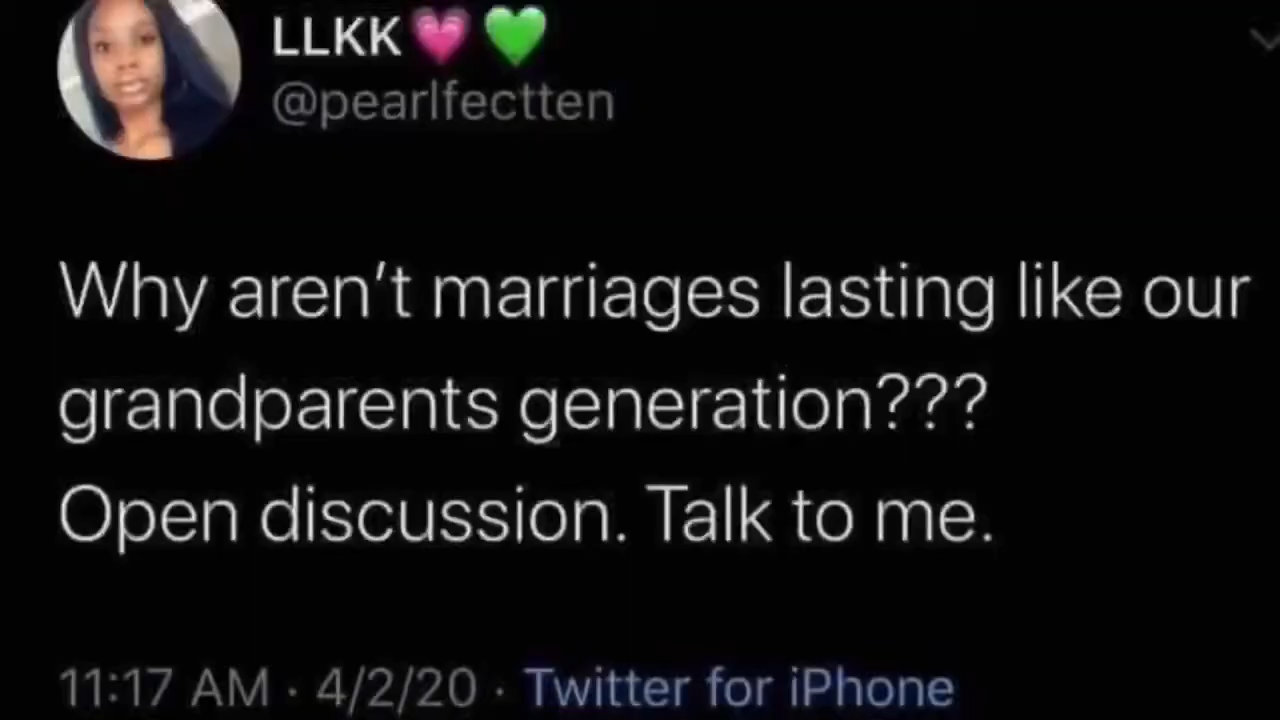 LLKK💗💚
@pearlfectten
Why aren’t marriages lasting like our
grandparents generation???
Open discussion. Talk to me.
11:17 AM · 4/2/20 · Twitter for iPhone